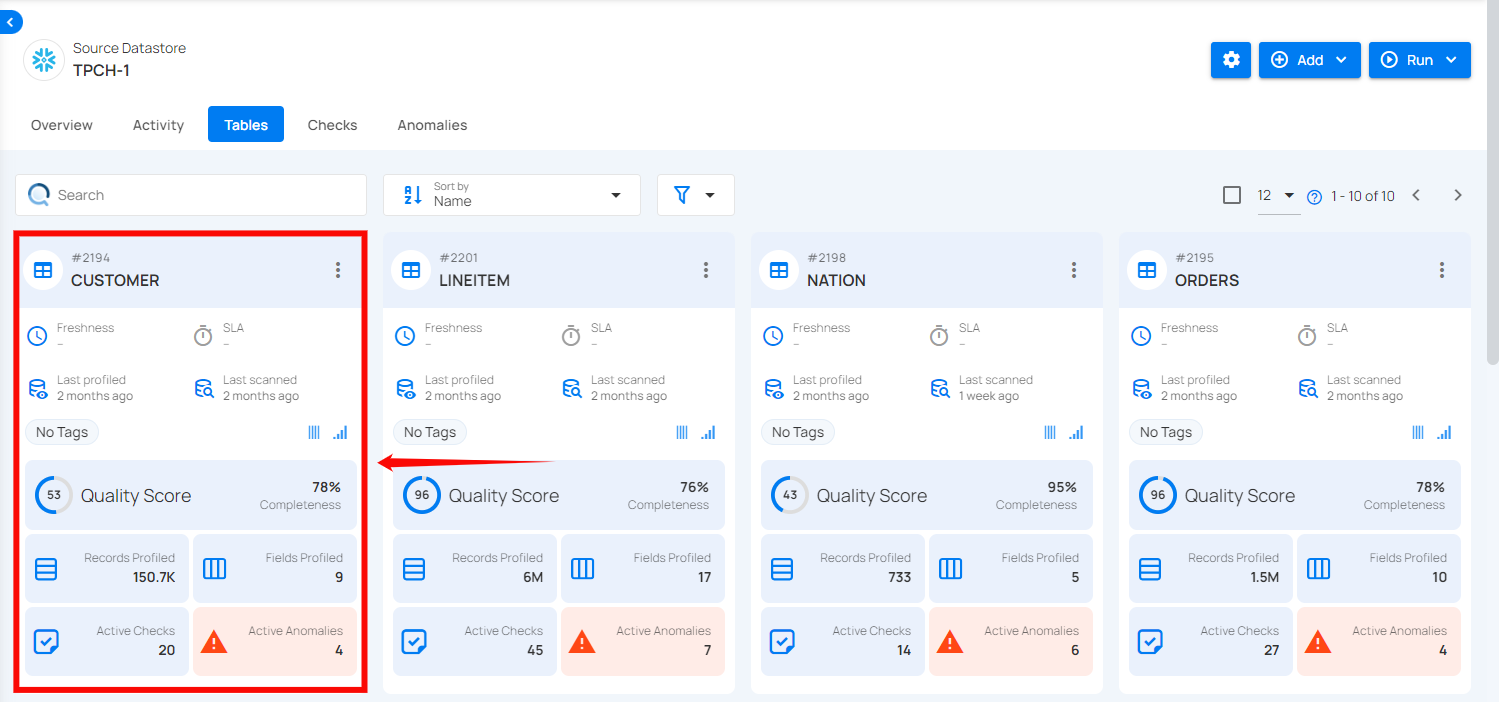 Source Datastore
TPCH-1
Add
Run
Overview
Activity
Tables
Checks
Anomalies
Search
Sort by
Name
12
1 - 10 of 10
#2194
CUSTOMER
Freshness
–
SLA
–
Last profiled
2 months ago
Last scanned
2 months ago
No Tags
53
Quality Score
78%
Completeness
Records Profiled
150.7K
Fields Profiled
9
Active Checks
20
Active Anomalies
4
#2201
LINEITEM
Freshness
–
SLA
–
Last profiled
2 months ago
Last scanned
2 months ago
No Tags
96
Quality Score
76%
Completeness
Records Profiled
6M
Fields Profiled
17
Active Checks
45
Active Anomalies
7
#2198
NATION
Freshness
–
SLA
–
Last profiled
2 months ago
Last scanned
1 week ago
No Tags
43
Quality Score
95%
Completeness
Records Profiled
733
Fields Profiled
5
Active Checks
14
Active Anomalies
6
#2195
ORDERS
Freshness
–
SLA
–
Last profiled
2 months ago
Last scanned
2 months ago
No Tags
96
Quality Score
78%
Completeness
Records Profiled
1.5M
Fields Profiled
10
Active Checks
27
Active Anomalies
4